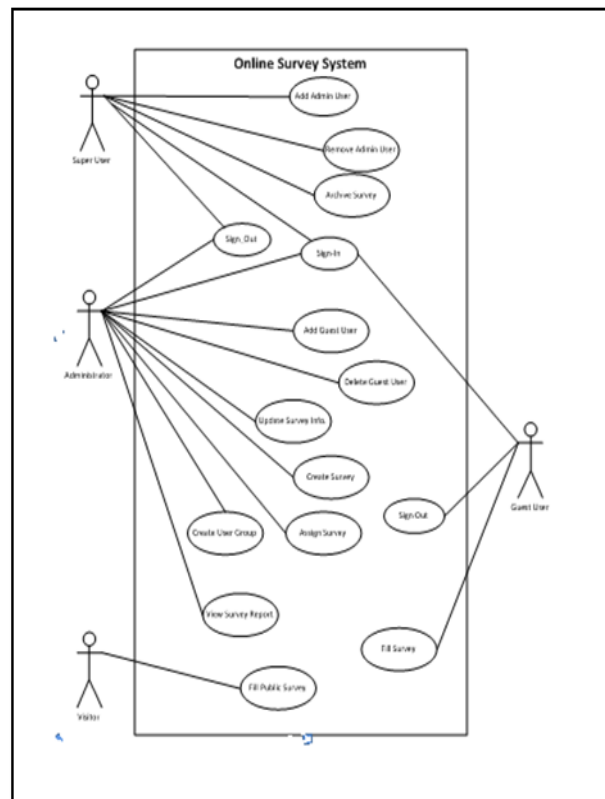 Online Survey System
Add Admin User
Super User
Remove Admin User
Archive Survey
Sign_Out
Sign-In
Add Guest User
Administrator
Delete Guest User
Update Survey Info.
Create Survey
Guest User
Sign Out
Create User Group
Assign Survey
View Survey Report
Fill Survey
Fill Public Survey
Visitor